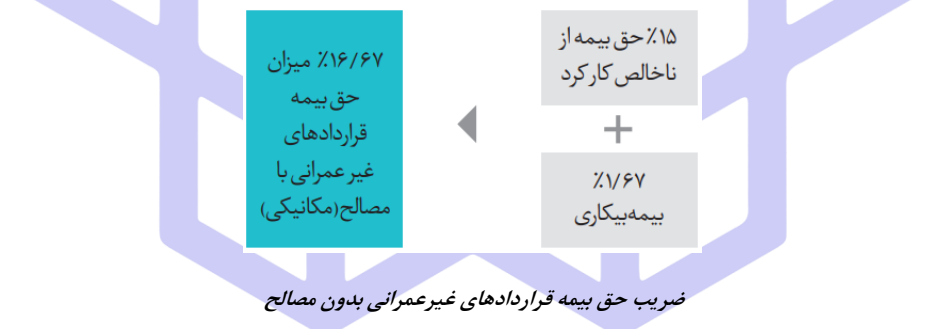 ٪۱۵ حق بیمه از
ناخالص کارکرد
+
٪۱/۶۷
بیمه‌بیکاری
٪۱۶/۶۷ میزان
حق بیمه
قراردادهای
غیر عمرانی با
مصالح(مکانیکی)
ضریب حق بیمه قراردادهای غیرعمرانی بدون مصالح